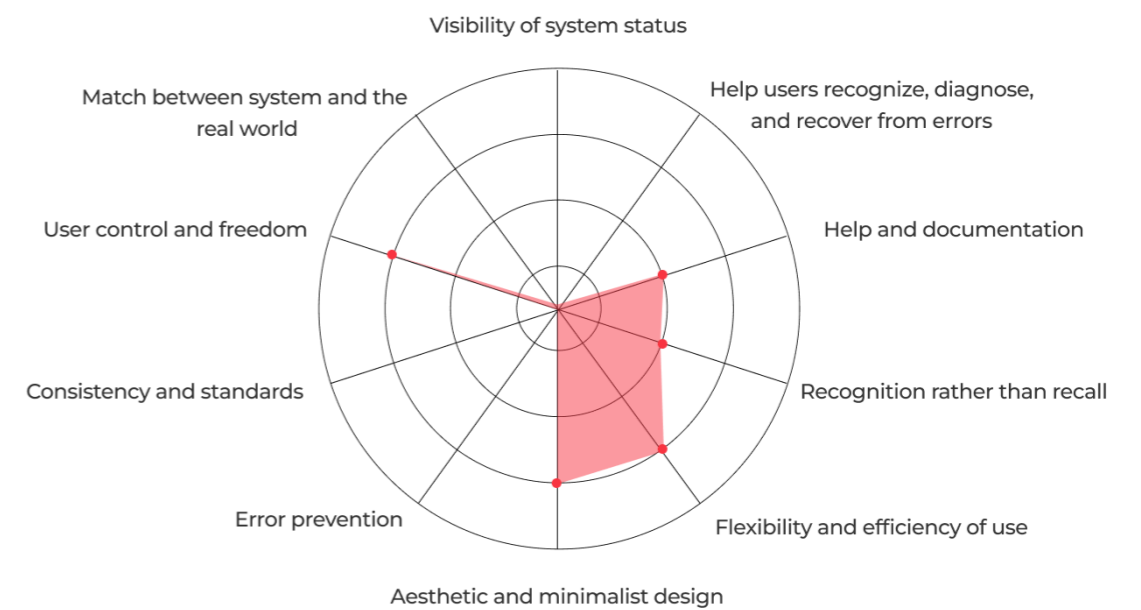 Visibility of system status
Help users recognize, diagnose,
and recover from errors
Match between system and the
real world
User control and freedom
Help and documentation
Consistency and standards
Recognition rather than recall
Error prevention
Flexibility and efficiency of use
Aesthetic and minimalist design